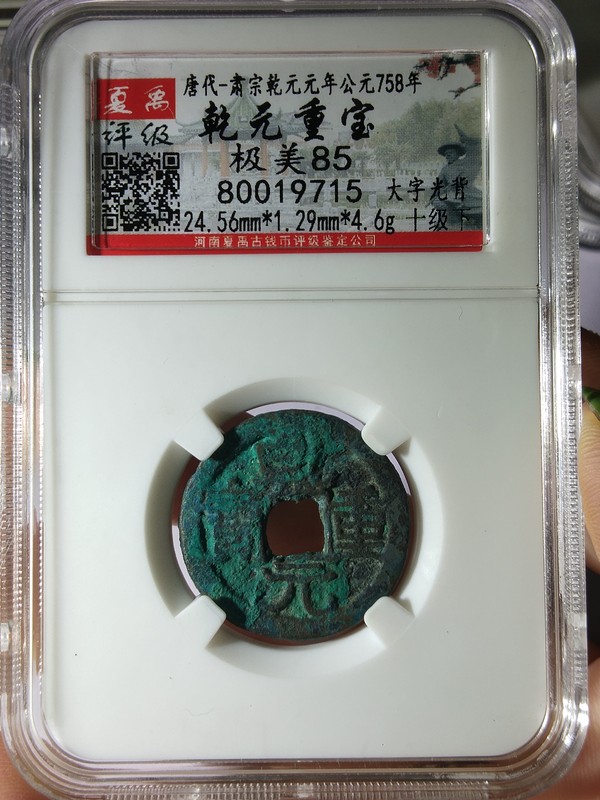 夏禹
评级
唐代-肃宗乾元元年公元758年
乾元重宝
极美85
80019715 大字光背
24.56mm*1.29mm*4.6g 十级下
河南夏禹古钱币评级鉴定公司
元重